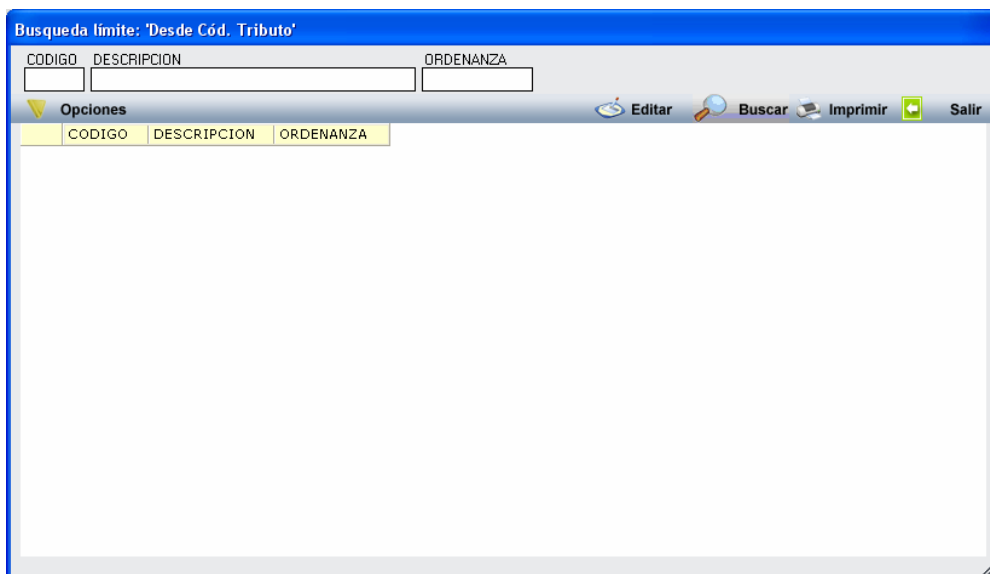 Busqueda límite: 'Desde Cód. Tributo'
CODIGO DESCRIPCION ORDENANZA
Opciones Editar Buscar Imprimir Salir
CODIGO DESCRIPCION ORDENANZA